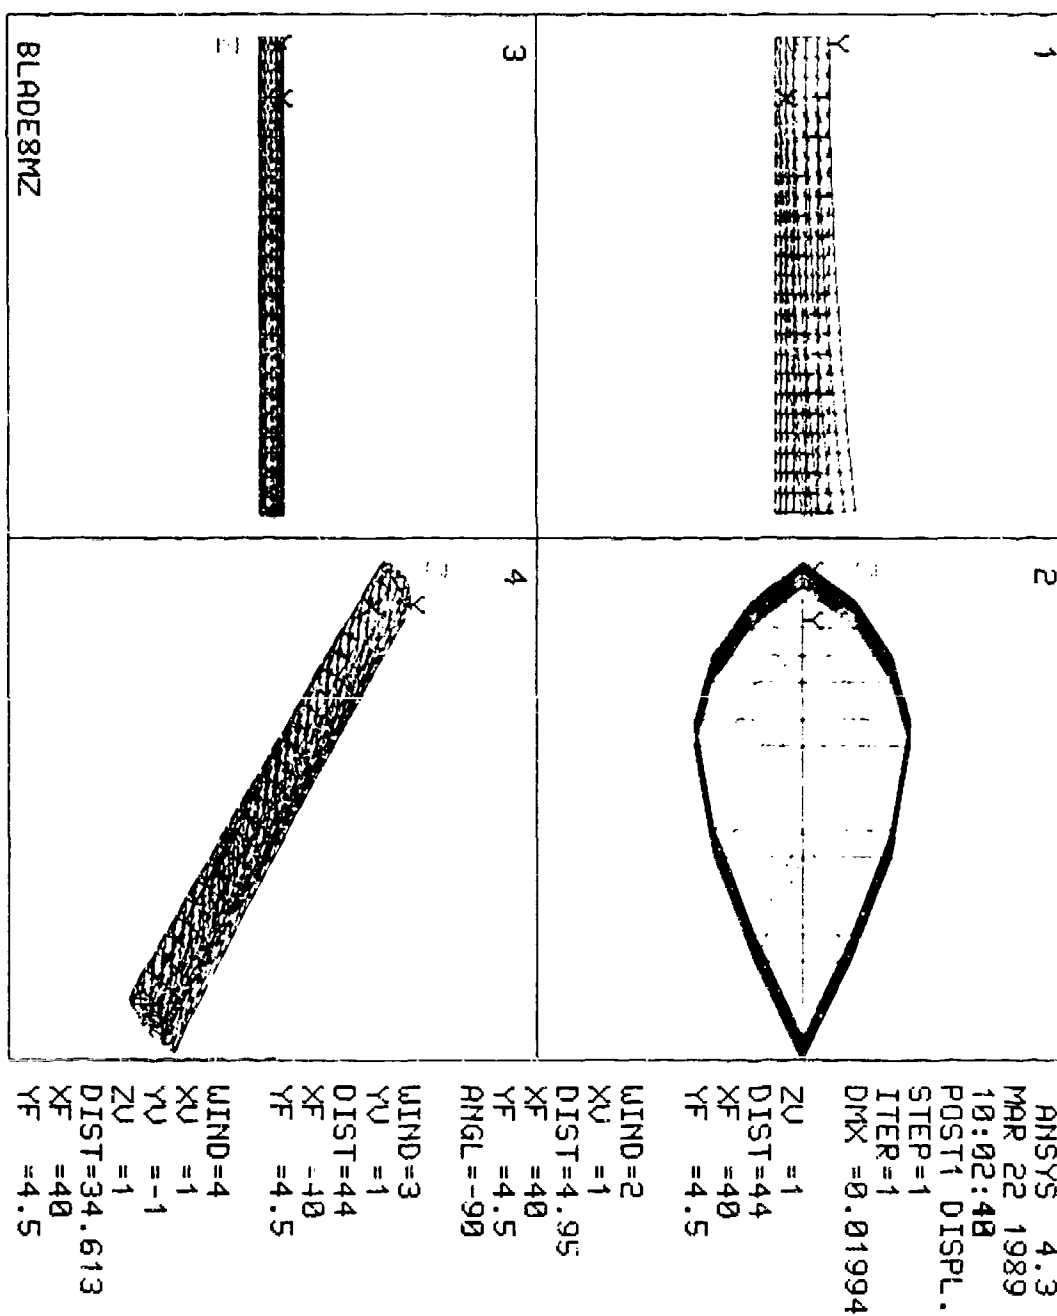 1
ANSYS 4.3
MAR 22 1989
10:02:40
POST1 DISPL.
STEP=1
ITER=1
DMX =0.01994
ZV =1
DIST=44
XF =40
YF =4.5
2
WIND=2
XV =1
DIST=4.95
XF =40
YF =4.5
ANGL=-90
3
WIND=3
YV =1
DIST=44
XF =40
YF =4.5
4
WIND=4
XV =1
YV =-1
ZV =1
DIST=34.613
XF =40
YF =4.5
Y
X
Y
Y
BLADE8MZ